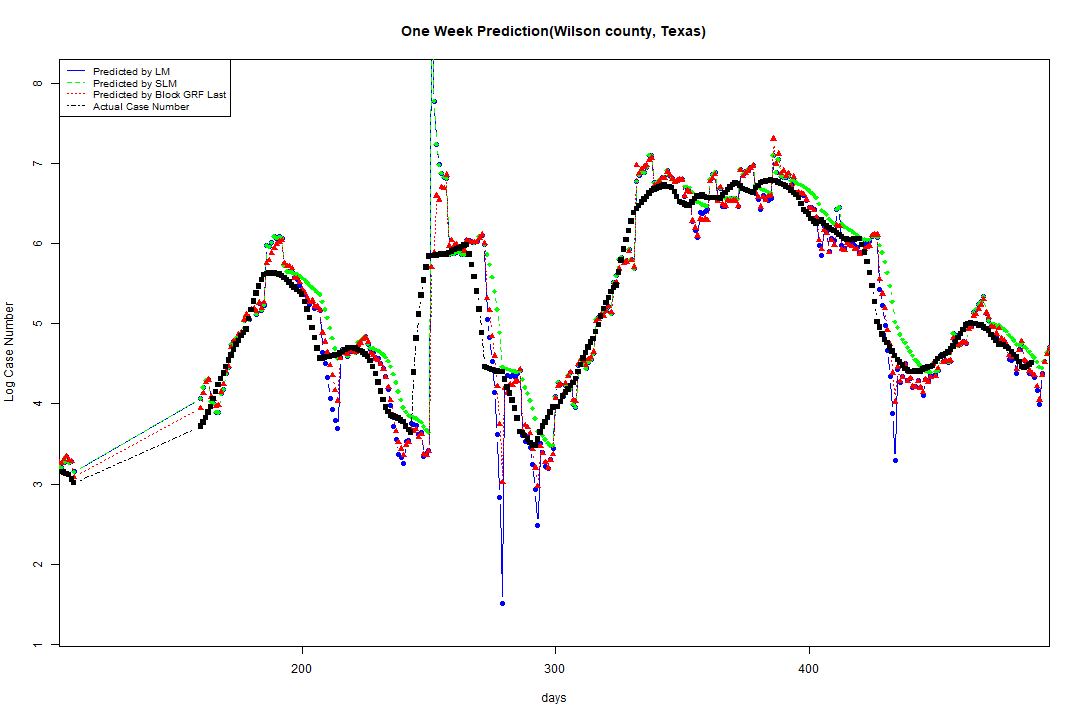 One Week Prediction(Wilson county, Texas)
Predicted by LM
Predicted by SLM
Predicted by Block GRF Last
Actual Case Number
8
7
6
5
4
3
2
1
Log Case Number
200 300 400
days